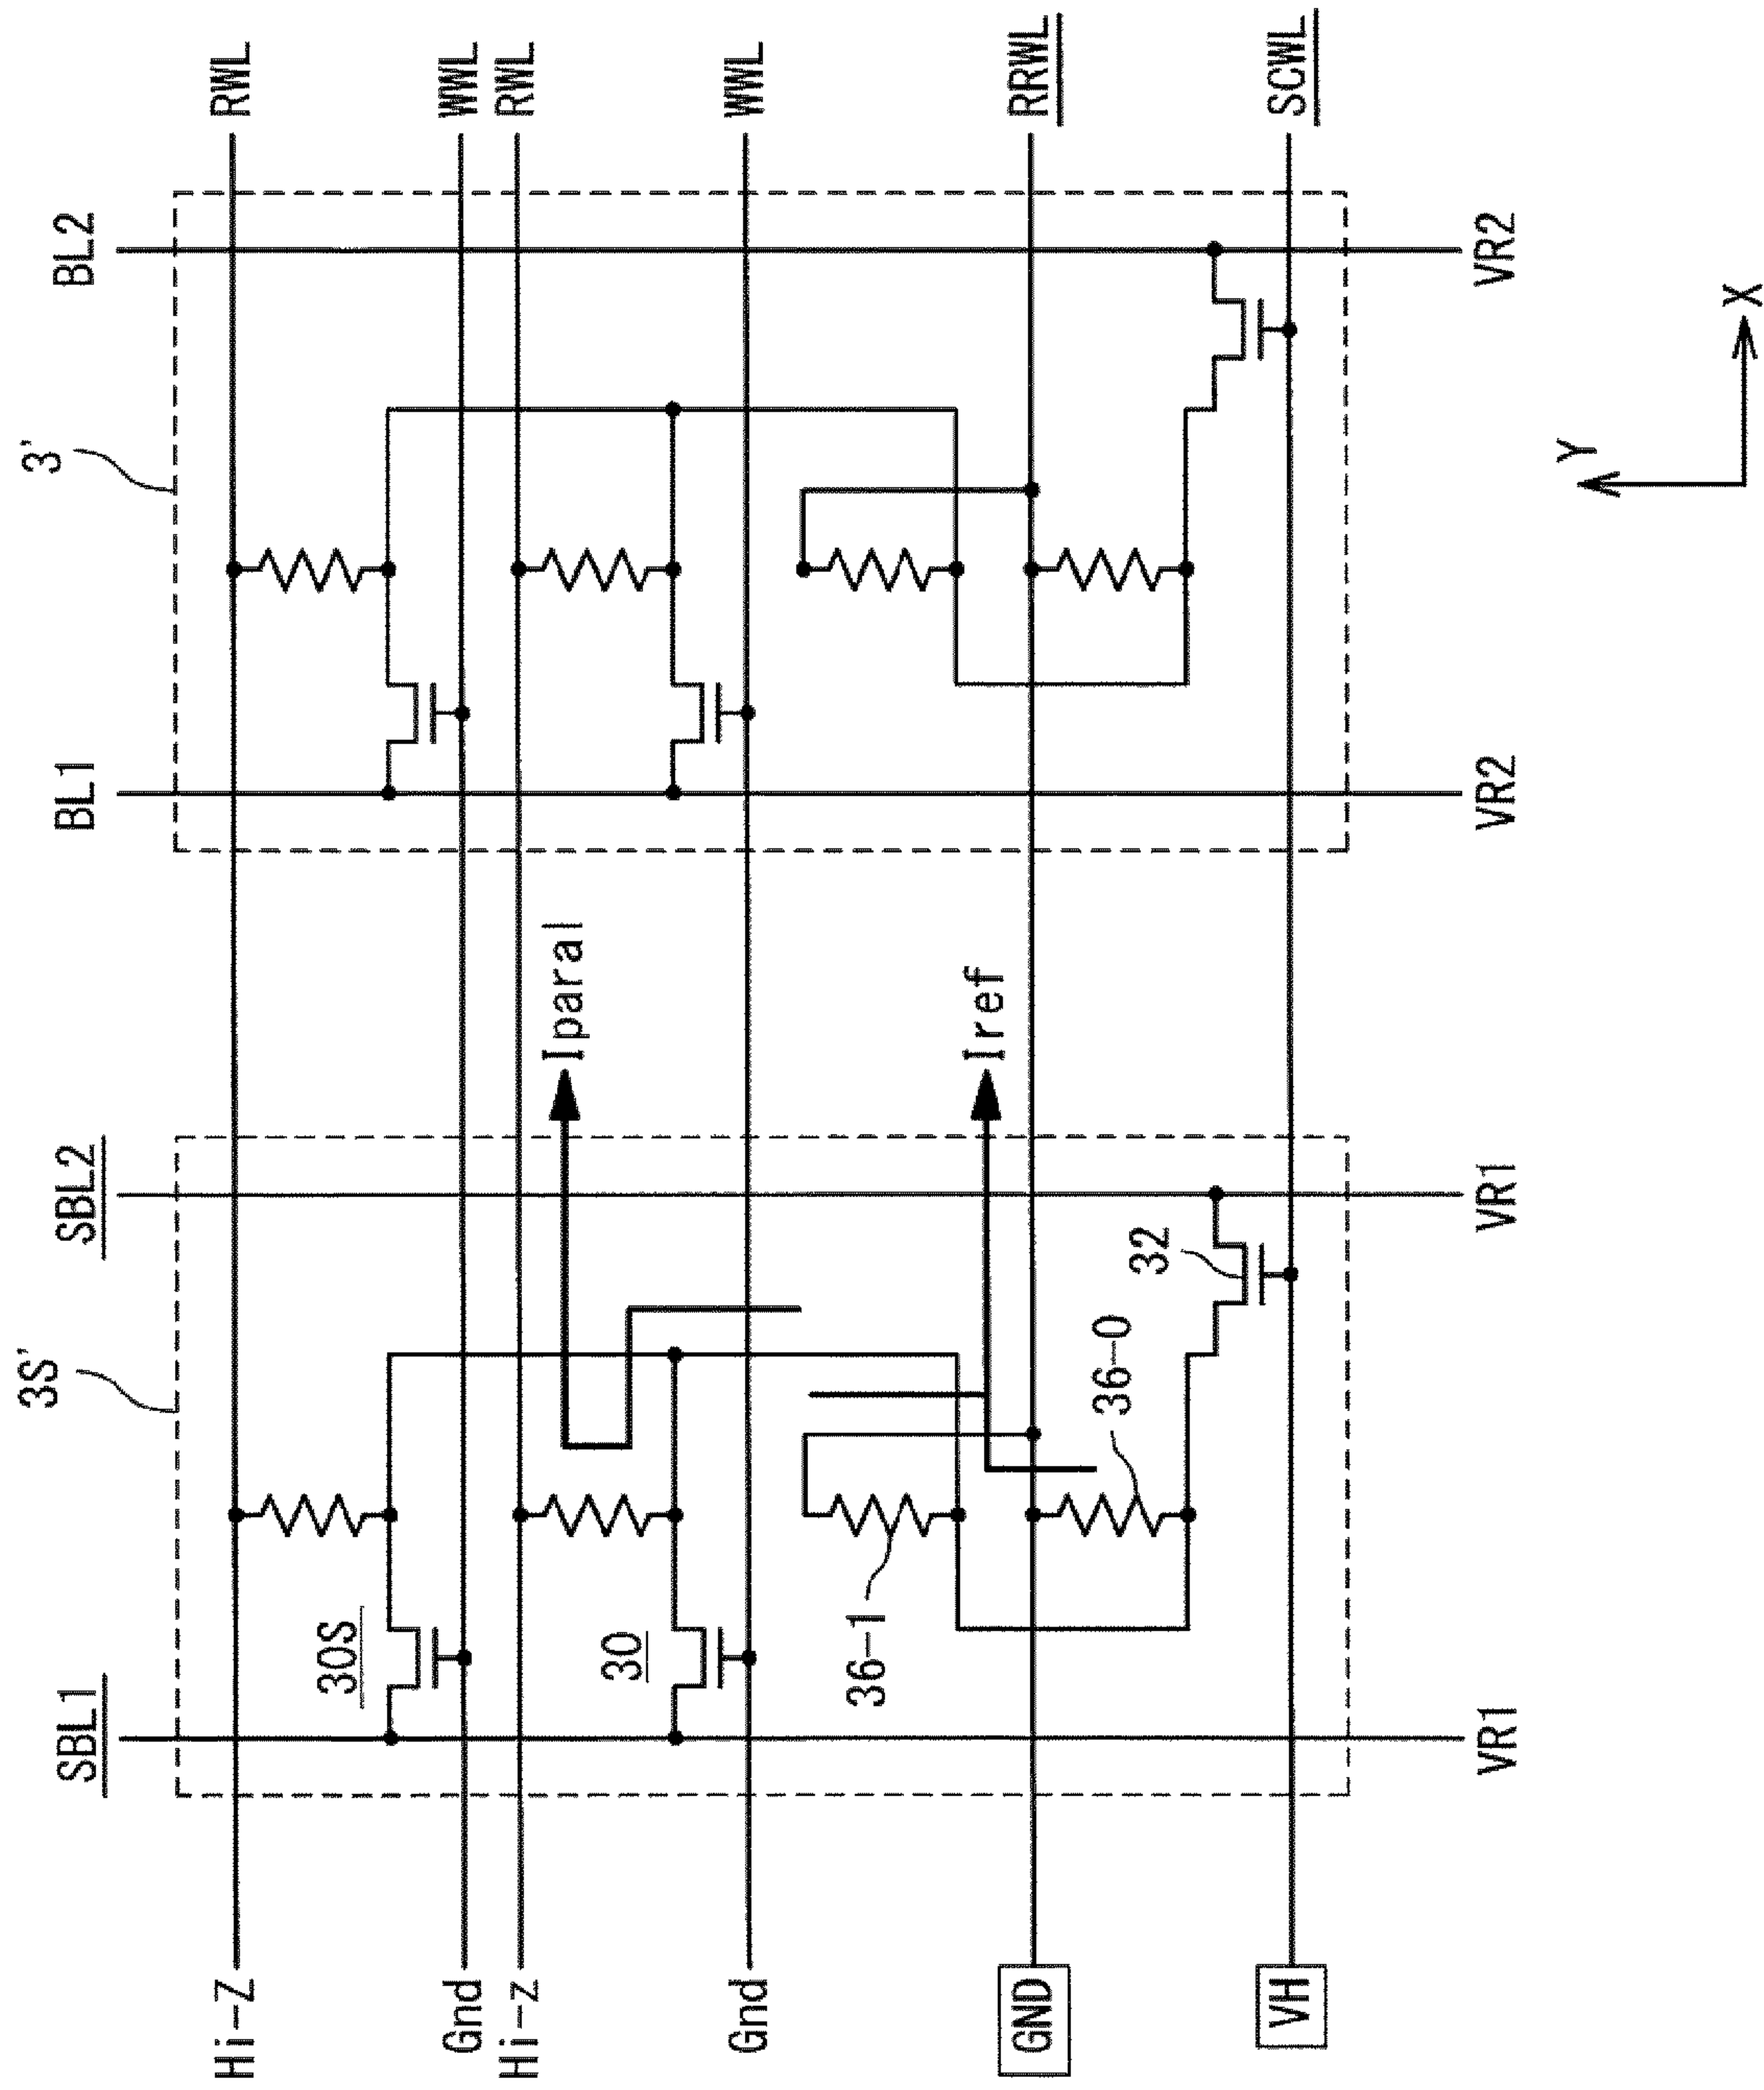 3S'
3'
SBL1
SBL2
BL1
BL2
Hi-Z
RWL
30S
Gnd
WWL
Hi-z
RWL
Iparal
30
Gnd
WWL
36-1
Iref
GND
RRWL
36-0
32
VH
SCWL
VR1
VR1
VR2
VR2
Y
X